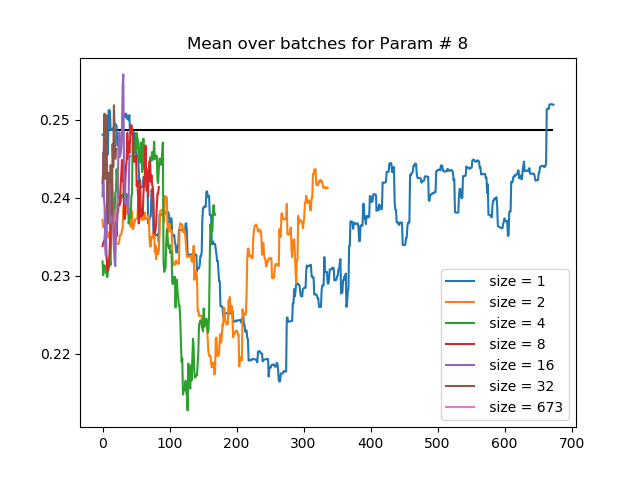 Mean over batches for Param # 8
0.25
0.24
0.23
0.22
0 100 200 300 400 500 600 700
size = 1
size = 2
size = 4
size = 8
size = 16
size = 32
size = 673